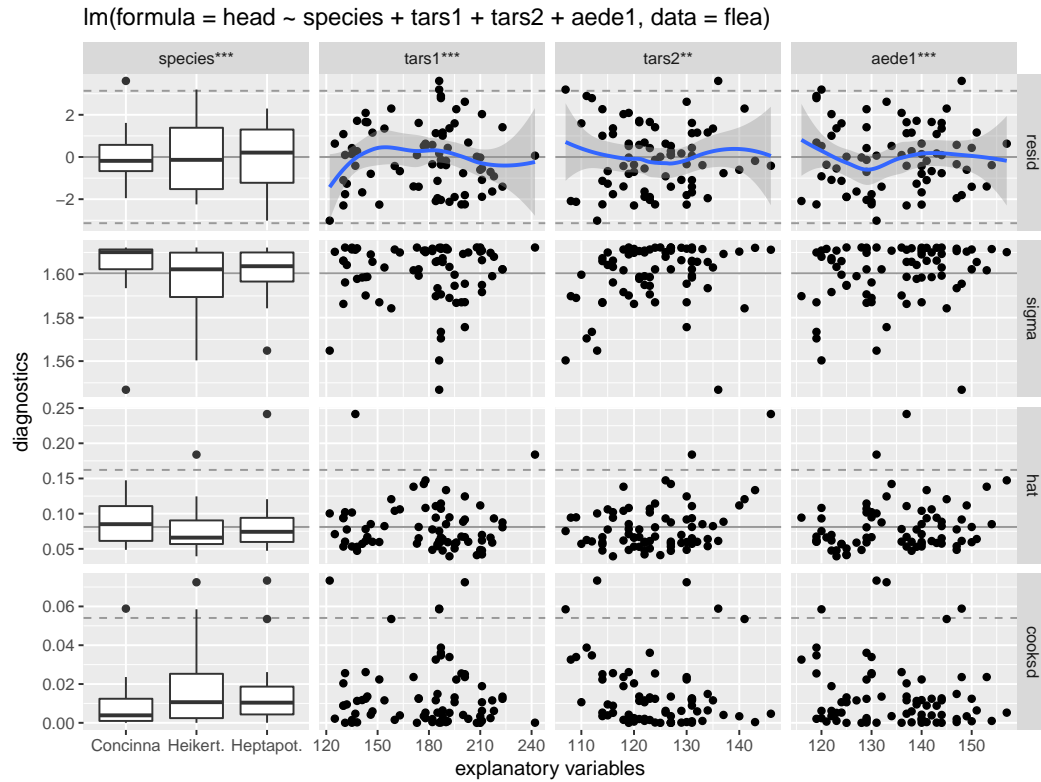 lm(formula = head ~ species + tars1 + tars2 + aede1, data = flea)
species*** tars1*** tars2** aede1***
2
0
−2
resid
1.60
1.58
1.56
sigma
0.25
0.20
0.15
0.10
0.05
hat
0.06
0.04
0.02
0.00
cooksd
diagnostics
Concinna Heikert. Heptapot. 120 150 180 210 240 110 120 130 140 120 130 140 150
explanatory variables